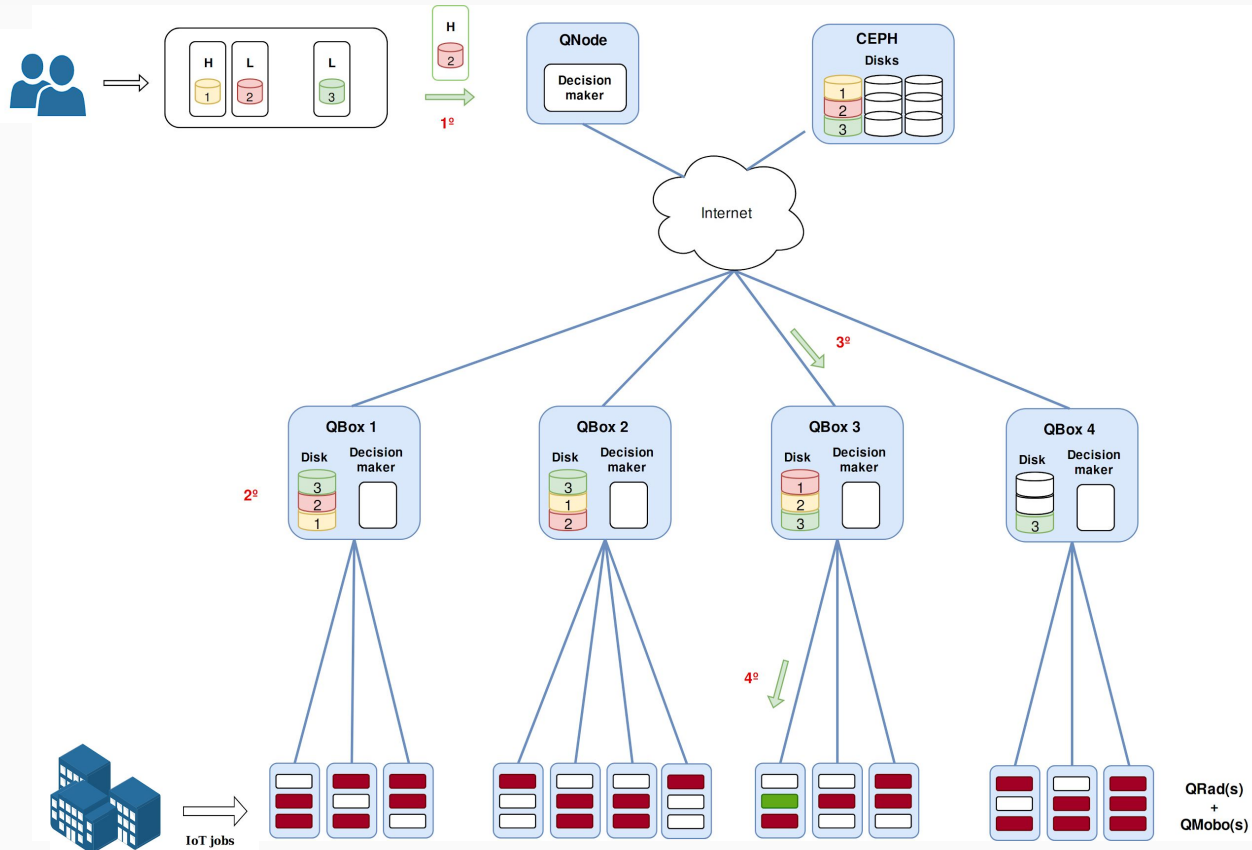 H
2
1º
H
1
L
2
L
3
QNode
Decision
maker
CEPH
Disks
1
2
3
Internet
3º
2º
QBox 1
Disk
Decision
maker
3
2
1
QBox 2
Disk
Decision
maker
3
1
2
QBox 3
Disk
Decision
maker
1
2
3
QBox 4
Disk
Decision
maker
3
4º
IoT jobs
QRad(s)
+
QMobo(s)